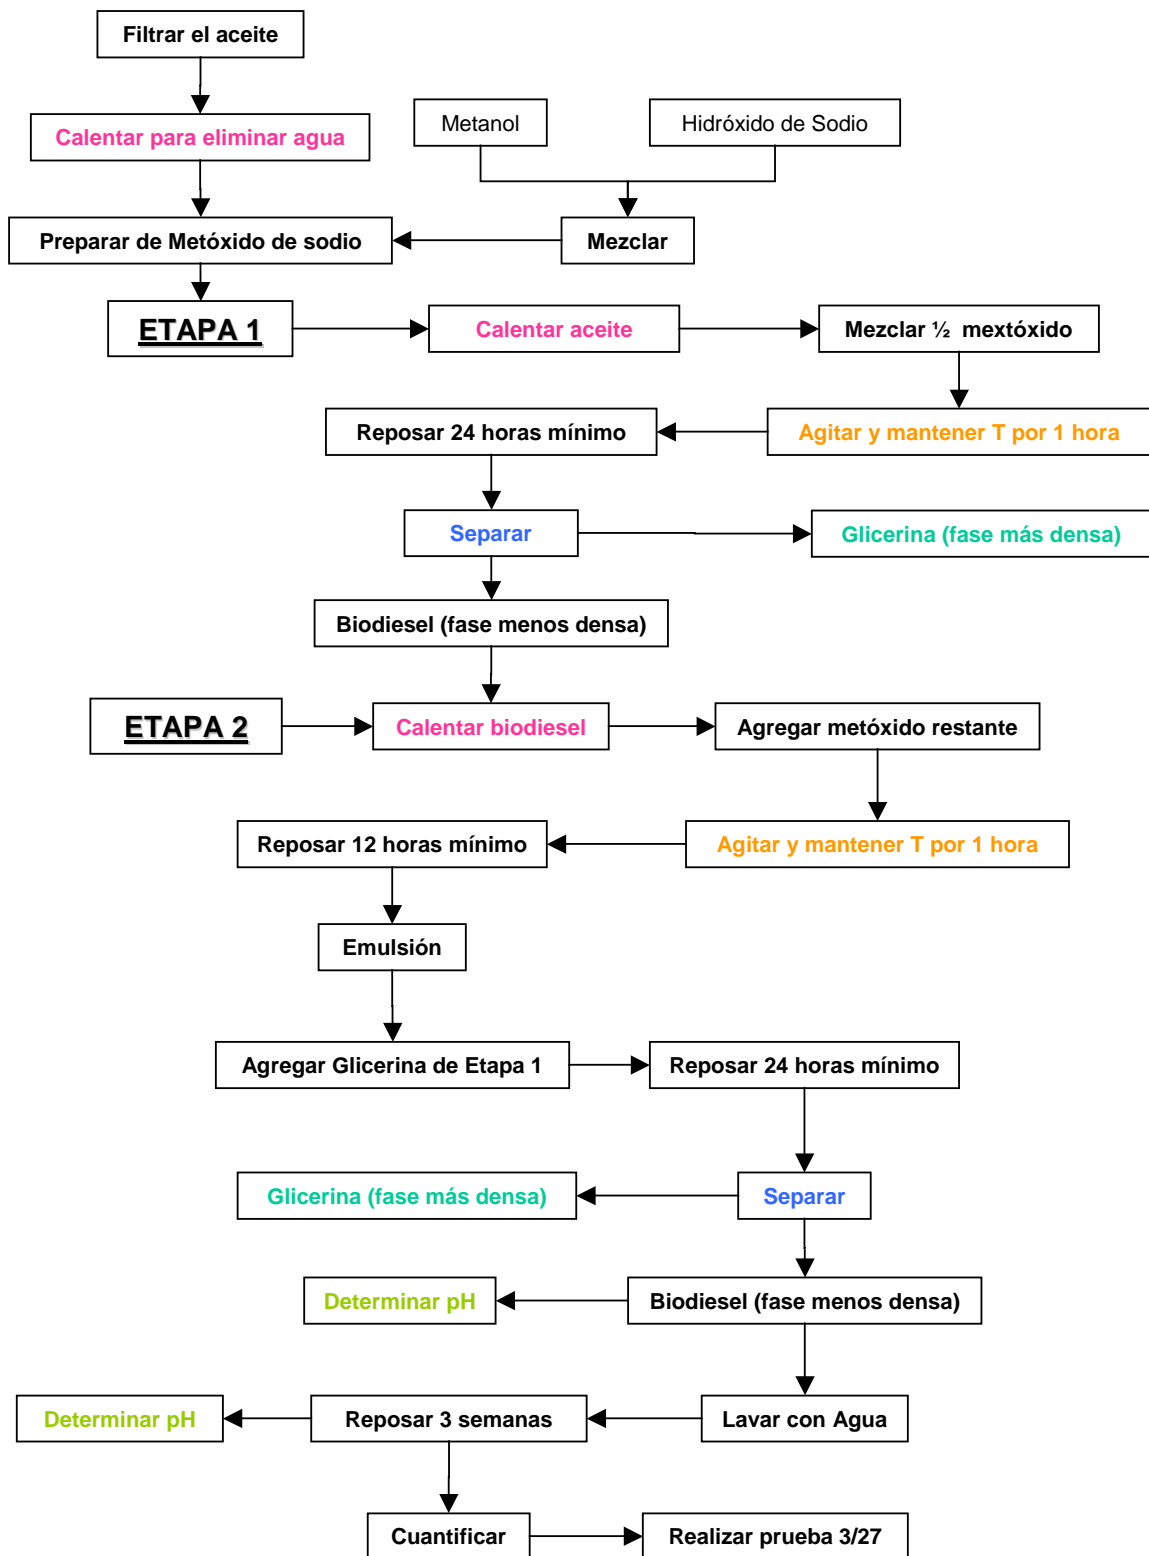 Filtrar el aceite
Calentar para eliminar agua
Metanol
Hidróxido de Sodio
Preparar de Metóxido de sodio
Mezclar
ETAPA 1
Calentar aceite
Mezclar ½ mextóxido
Reposar 24 horas mínimo
Agitar y mantener T por 1 hora
Separar
Glicerina (fase más densa)
Biodiesel (fase menos densa)
ETAPA 2
Calentar biodiesel
Agregar metóxido restante
Reposar 12 horas mínimo
Agitar y mantener T por 1 hora
Emulsión
Agregar Glicerina de Etapa 1
Reposar 24 horas mínimo
Glicerina (fase más densa)
Separar
Determinar pH
Biodiesel (fase menos densa)
Determinar pH
Reposar 3 semanas
Lavar con Agua
Cuantificar
Realizar prueba 3/27